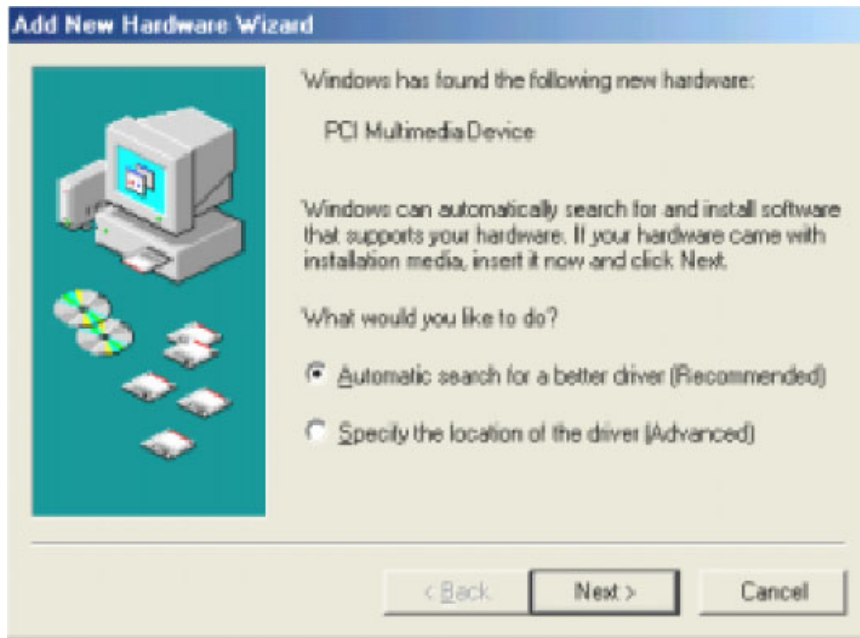 Add New Hardware Wizard
Windows has found the following new hardware:
PCI Multimedia Device
Windows can automatically search for and install software
that supports your hardware. If your hardware came with
installation media, insert it now and click Next.
What would you like to do?
Automatic search for a better driver (Recommended)
Specify the location of the driver (Advanced)
< Back
Next >
Cancel